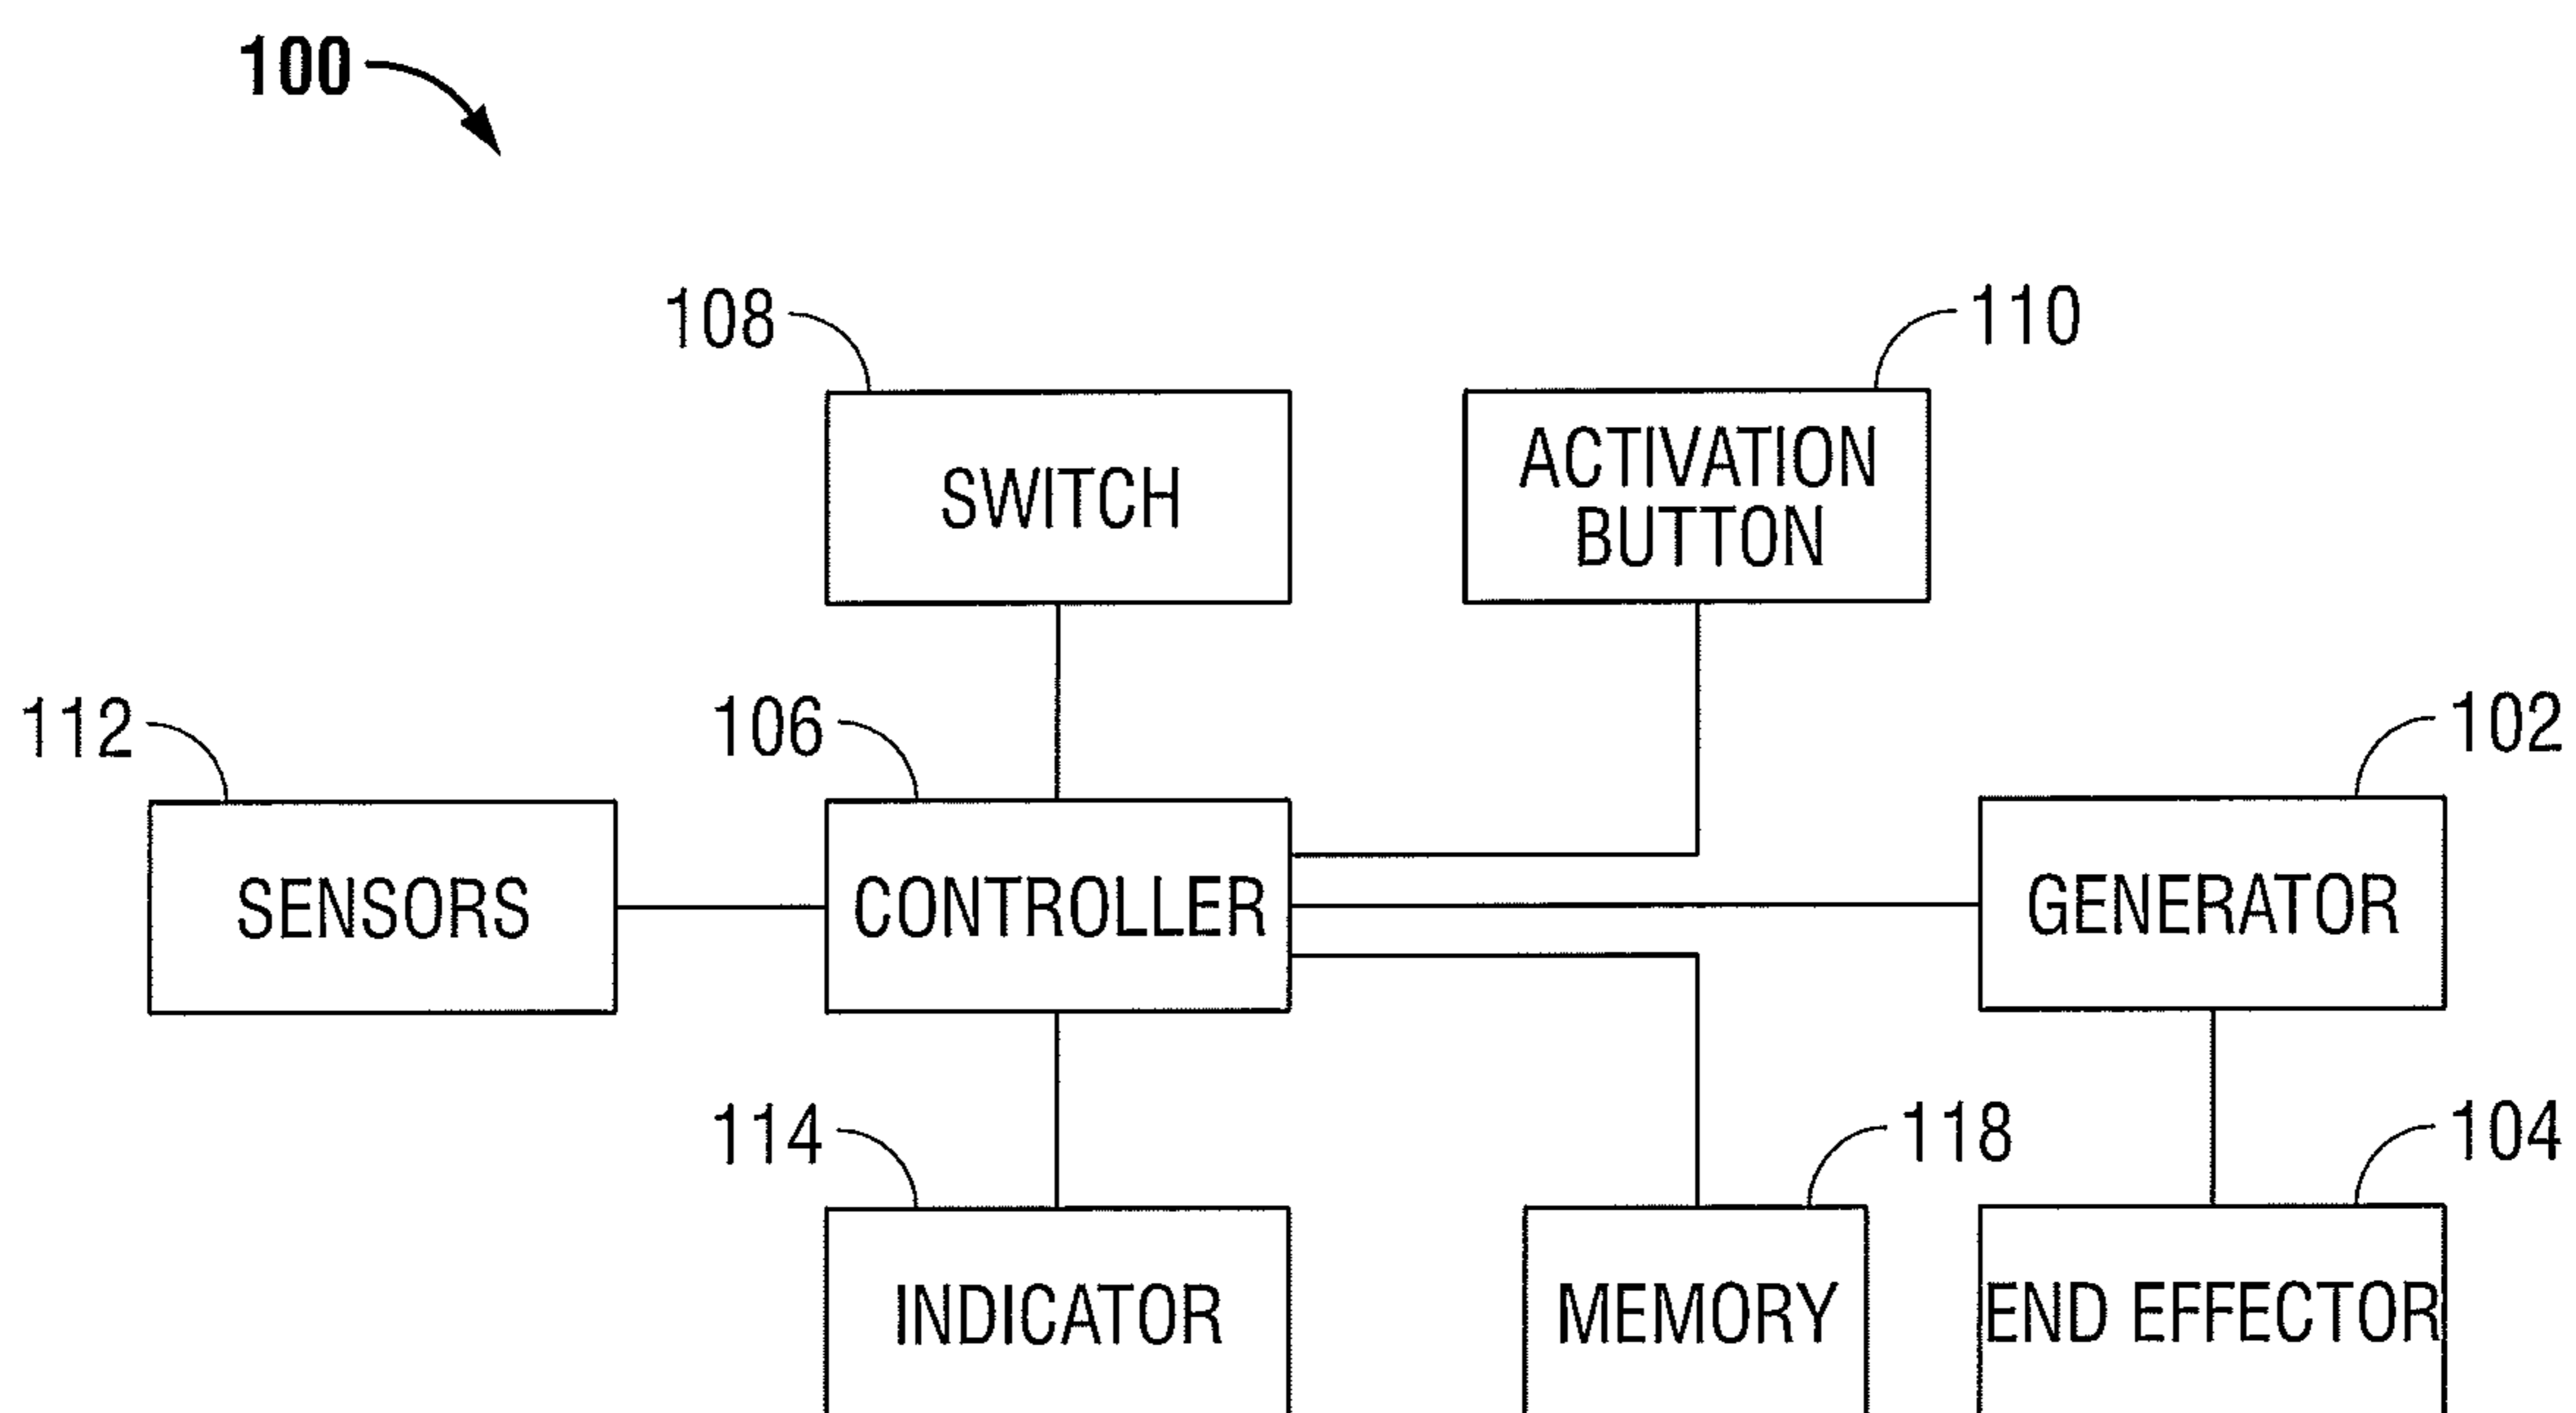 100
108
110
SWITCH
ACTIVATION
BUTTON
112
106
102
SENSORS
CONTROLLER
GENERATOR
114
118
104
INDICATOR
MEMORY
END EFFECTOR